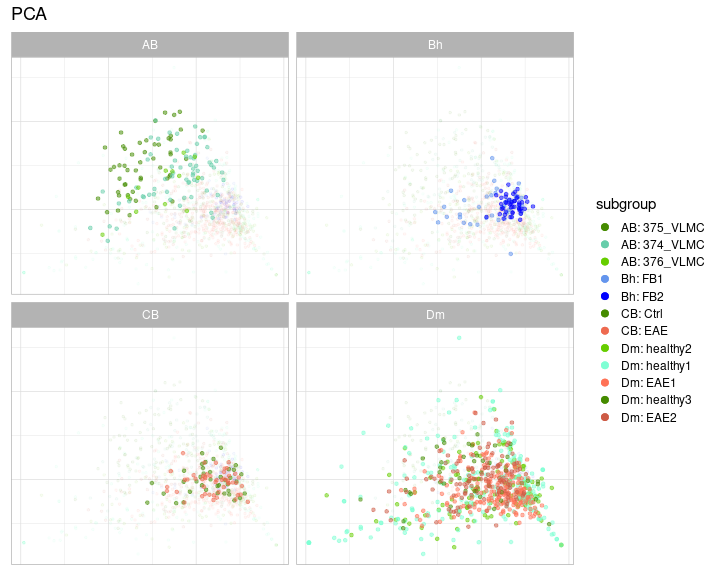 PCA
AB
Bh
CB
Dm
subgroup
AB: 375_VLMC
AB: 374_VLMC
AB: 376_VLMC
Bh: FB1
Bh: FB2
CB: Ctrl
CB: EAE
Dm: healthy2
Dm: healthy1
Dm: EAE1
Dm: healthy3
Dm: EAE2